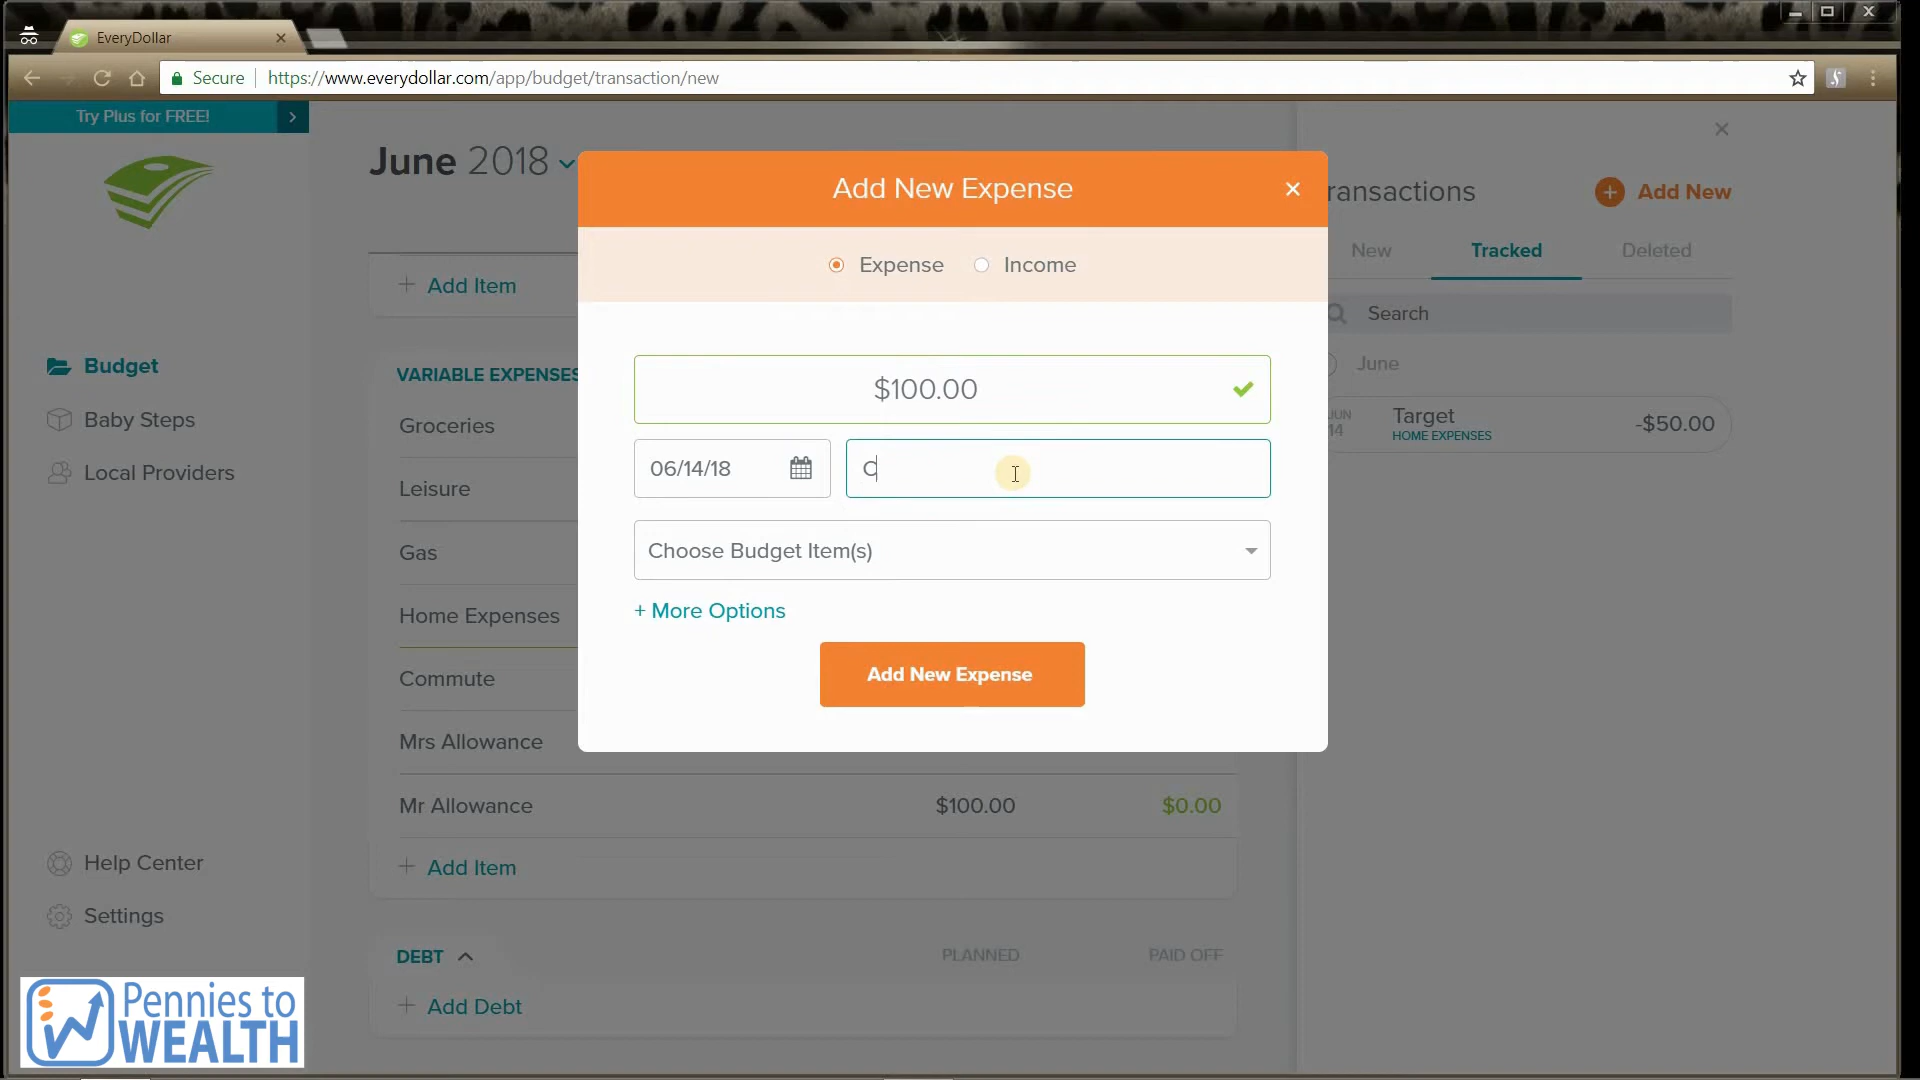 EveryDollar
Secure https://www.everydollar.com/app/budget/transaction/new
Try Plus for FREE!
June 2018
Add New Expense
ransactions
Add New
Expense
Income
New
Tracked
Deleted
Add Item
Search
June
Budget
VARIABLE EXPENSES
$100.00
Baby Steps
Groceries
JUN
14
Target
HOME EXPENSES
-$50.00
Local Providers
06/14/18
C
Leisure
Gas
Choose Budget Item(s)
Home Expenses
+ More Options
Commute
Add New Expense
Mrs Allowance
Mr Allowance
$100.00
$0.00
Help Center
Add Item
Settings
DEBT
PLANNED
PAID OFF
Add Debt
Pennies to
WEALTH